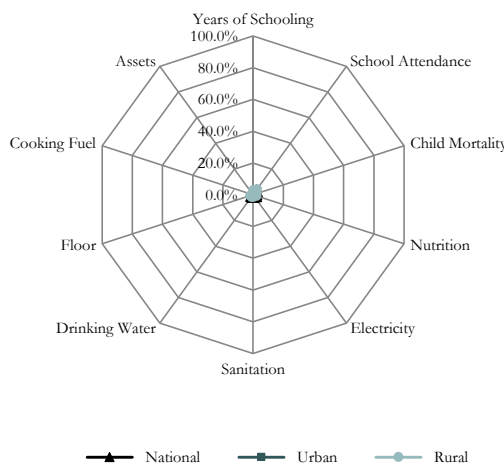 Years of Schooling
100.0%
Assets
School Attendance
80.0%
60.0%
Cooking Fuel
Child Mortality
40.0%
20.0%
0.0%
Floor
Nutrition
Drinking Water
Electricity
Sanitation
National Urban Rural